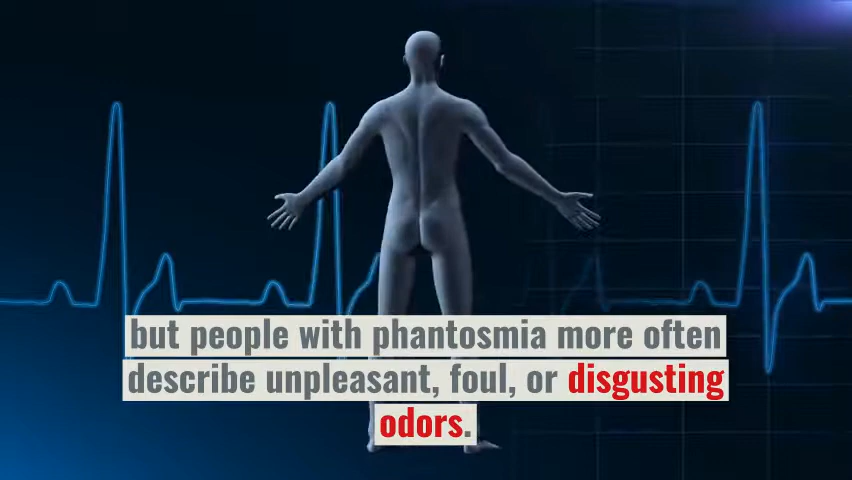 but people with phantosmia more often
describe unpleasant, foul, or disgusting
odors.